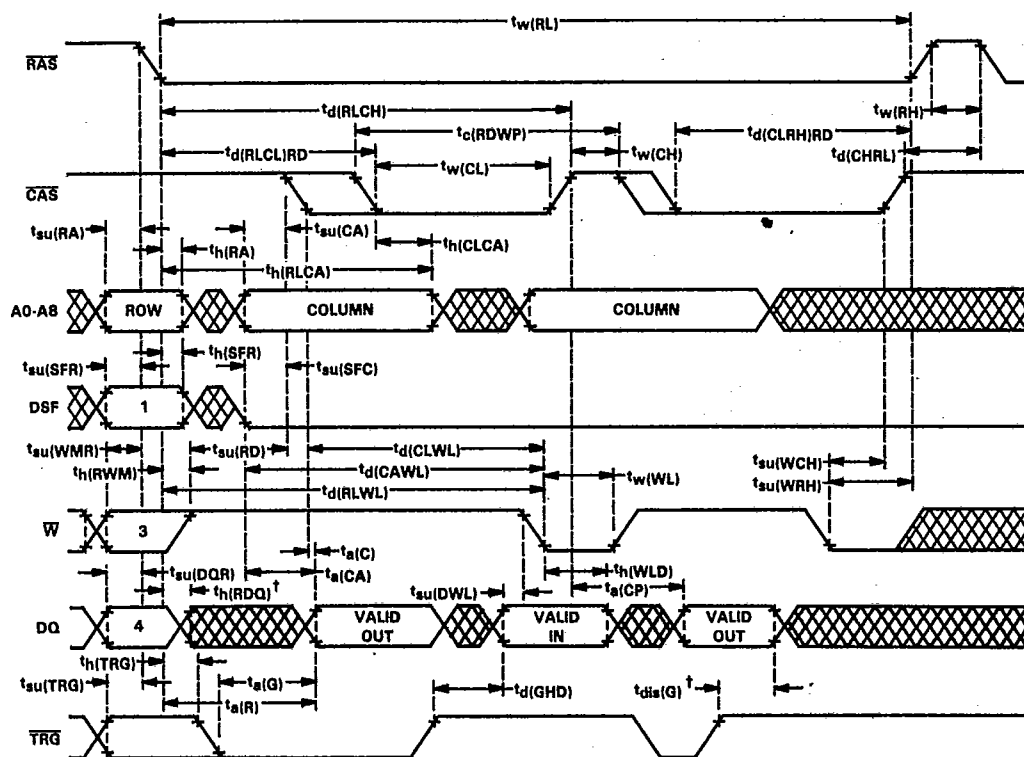 tw(RL)
RAS
td(RLCH)
tw(RH)
tc(RDWP)
td(CLRH)RD
td(RLCL)RD
tw(CH)
td(CHRL)
tw(CL)
CAS
tsu(RA)
tsu(CA)
th(RA)
th(CLCA)
th(RLCA)
A0-A8
ROW
COLUMN
COLUMN
th(SFR)
tsu(SFR)
tsu(SFC)
DSF
1
tsu(WMR)
tsu(RD)
td(CLWL)
th(RWM)
td(CAWL)
tw(WL)
tsu(WCH)
td(RLWL)
tsu(WRH)
W
3
ta(C)
tsu(DQR)
ta(CA)
th(WLD)
th(RDQ)†
tsu(DWL)
ta(CP)
DQ
4
VALID OUT
VALID IN
VALID OUT
th(TRG)
tsu(TRG)
ta(G)
td(GHD)
tdis(G)†
ta(R)
TRG